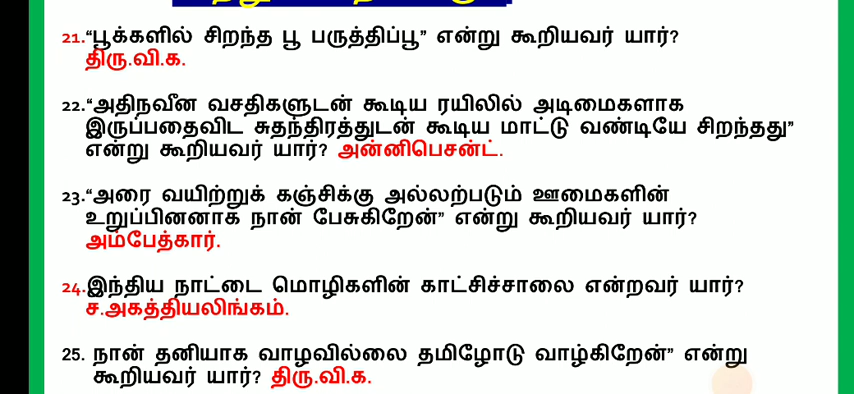 21.“பூக்களில் சிறந்த பூ பருத்திப்பூ” என்று கூறியவர் யார்?
திரு.வி.க.
22.“அதிநவீன வசதிகளுடன் கூடிய ரயிலில் அடிமைகளாக
இருப்பதைவிட சுதந்திரத்துடன் கூடிய மாட்டு வண்டியே சிறந்தது”
என்று கூறியவர் யார்? அன்னிபெசன்ட்.
23.“அரை வயிற்றுக் கஞ்சிக்கு அல்லற்படும் ஊமைகளின்
உறுப்பினனாக நான் பேசுகிறேன்” என்று கூறியவர் யார்?
அம்பேத்கார்.
24.இந்திய நாட்டை மொழிகளின் காட்சிச்சாலை என்றவர் யார்?
ச.அகத்தியலிங்கம்.
25. நான் தனியாக வாழவில்லை தமிழோடு வாழ்கிறேன்” என்று
கூறியவர் யார்? திரு.வி.க.